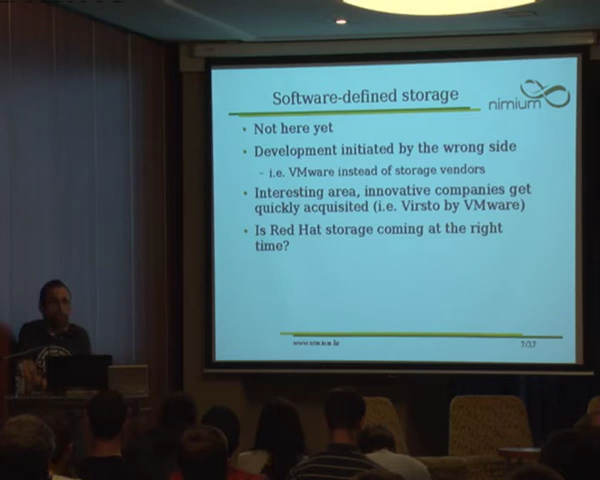 Software-defined storage
nimium
• Not here yet
• Development initiated by the wrong side
- i.e. VMware instead of storage vendors
• Interesting area, innovative companies get
quickly acquisited (i.e. Virsto by VMware)
• Is Red Hat storage coming at the right
time?